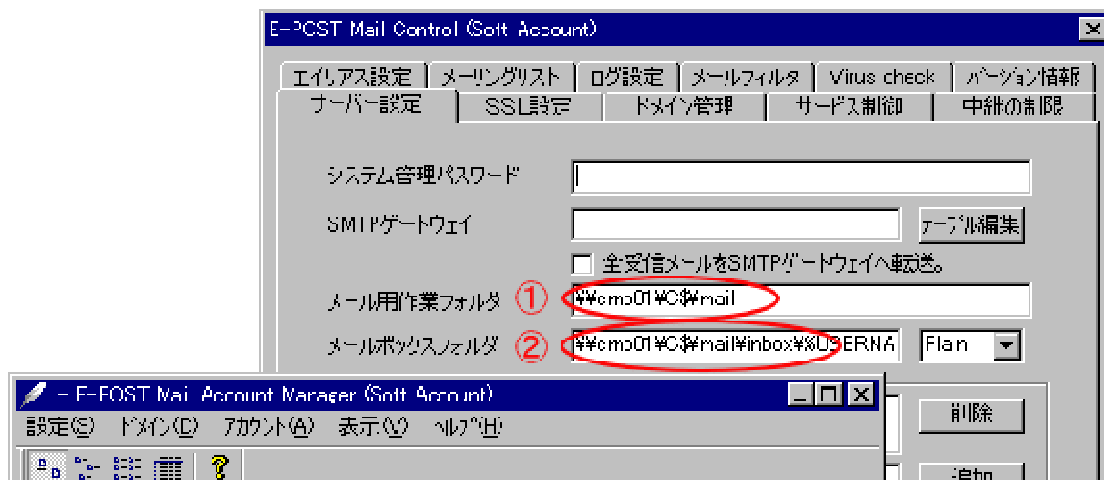 E-POST Mail Control (Soft Account)
エイリアス設定 メーリングリスト ログ設定 メールフィルタ Virus check バージョン情報
サーバー設定 SSL設定 ドメイン管理 サービス制御 中継の制限
システム管理パスワード
SMTPゲートウェイ テーブル編集
全受信メールをSMTPゲートウェイへ転送。
メール用作業フォルダ ① ¥¥cmp01¥C$¥mail
メールボックスフォルダ ② ¥¥cmp01¥C$¥mail¥inbox¥%USERNA Flan
- E-POST Mail Account Manager (Soft Account)
設定(S) ドメイン(D) アカウント(A) 表示(V) ヘルプ(H)
削除
追加